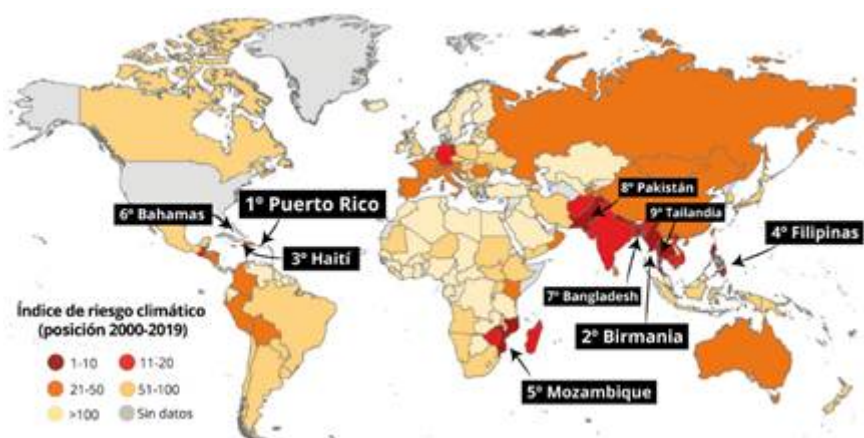 6º Bahamas
1º Puerto Rico
3º Haití
8º Pakistán
9º Tailandia
4º Filipinas
7º Bangladesh
2º Birmania
5º Mozambique
Índice de riesgo climático
(posición 2000-2019)
1-10
11-20
21-50
51-100
>100
Sin datos